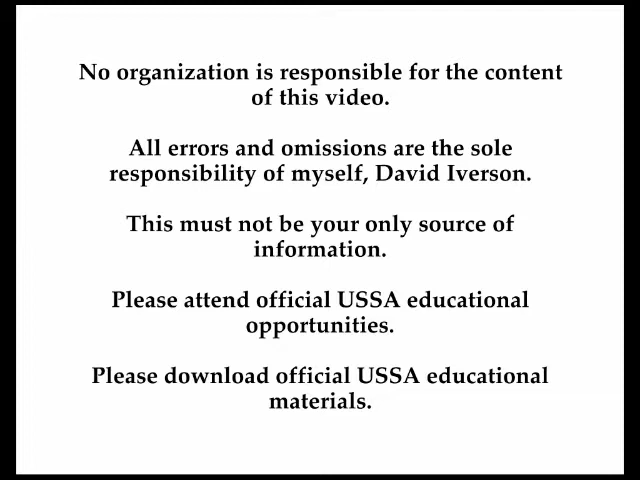 No organization is responsible for the content
of this video.
All errors and omissions are the sole
responsibility of myself, David Iverson.
This must not be your only source of
information.
Please attend official USSA educational
opportunities.
Please download official USSA educational
materials.